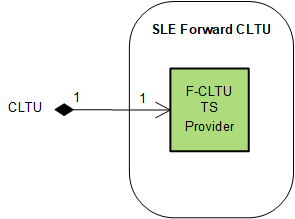 SLE Forward CLTU
F-CLTU
TS
Provider
CLTU
1
1